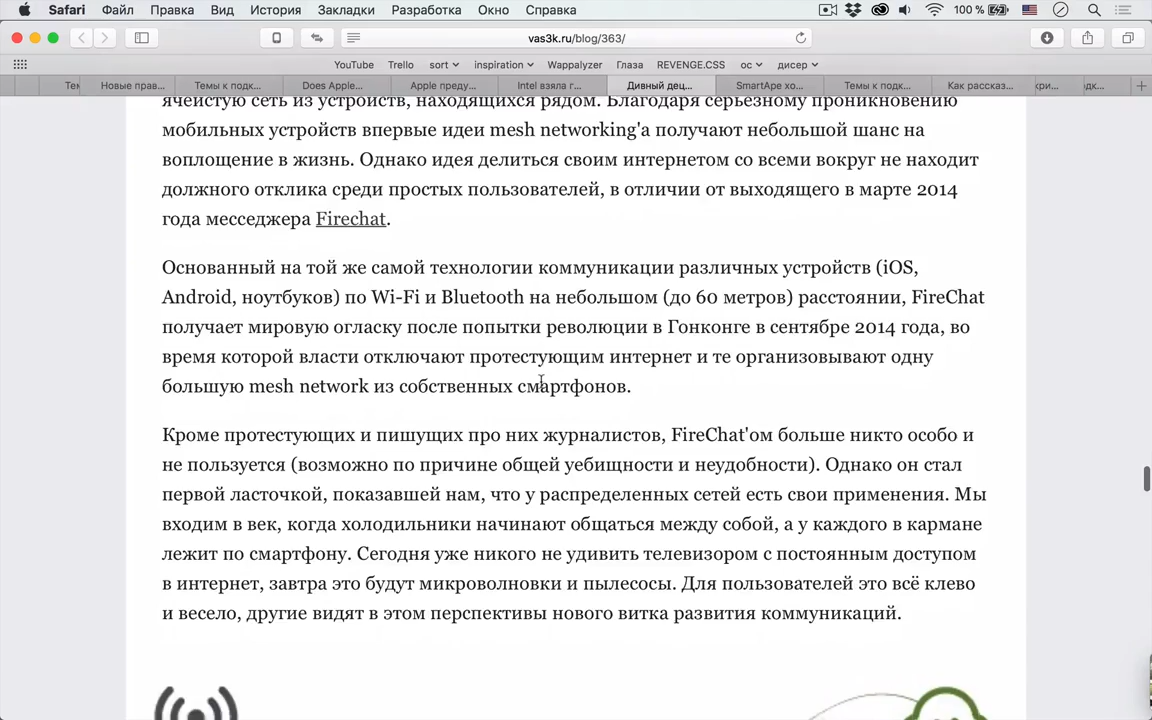 Safari Файл Правка Вид История Закладки Разработка Окно Справка 100 %
vas3k.ru/blog/363/
YouTube Trello sort inspiration Wappalyzer Глаза REVENGE.CSS ос дисер
Тем Новые прав... Темы к подк... Does Apple... Apple преду... Intel взяла г... Дивный дец... SmartApe хо... Темы к подк... Как расска... кри... дк...
ячеистую сеть из устройств, находящихся рядом. Благодаря серьезному проникновению
мобильных устройств впервые идеи mesh networking'а получают небольшой шанс на
воплощение в жизнь. Однако идея делиться своим интернетом со всеми вокруг не находит
должного отклика среди простых пользователей, в отличии от выходящего в марте 2014
года месседжера Firechat.
Основанный на той же самой технологии коммуникации различных устройств (iOS,
Android, ноутбуков) по Wi-Fi и Bluetooth на небольшом (до 60 метров) расстоянии, FireChat
получает мировую огласку после попытки революции в Гонконге в сентябре 2014 года, во
время которой власти отключают протестующим интернет и те организовывают одну
большую mesh network из собственных смартфонов.
Кроме протестующих и пишущих про них журналистов, FireChat'ом больше никто особо и
не пользуется (возможно по причине общей уебищности и неудобности). Однако он стал
первой ласточкой, показавшей нам, что у распределенных сетей есть свои применения. Мы
входим в век, когда холодильники начинают общаться между собой, а у каждого в кармане
лежит по смартфону. Сегодня уже никого не удивить телевизором с постоянным доступом
в интернет, завтра это будут микроволновки и пылесосы. Для пользователей это всё клево
и весело, другие видят в этом перспективы нового витка развития коммуникаций.